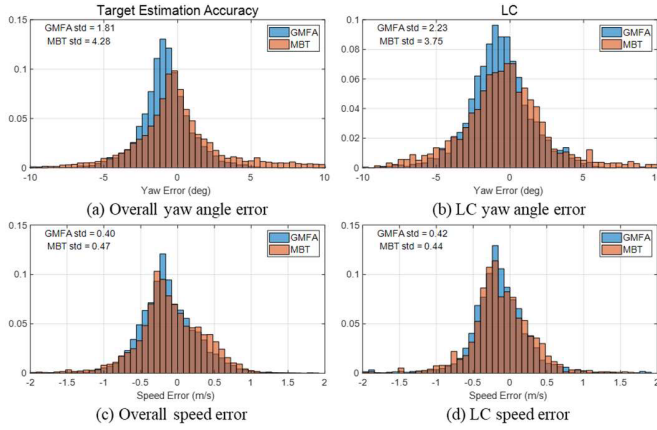 Target Estimation Accuracy
GMFA std = 1.81
MBT std = 4.28
GMFA
MBT
0.15
0.1
0.05
0
-10
-5
0
5
10
Yaw Error (deg)
(a) Overall yaw angle error
LC
GMFA std = 2.23
MBT std = 3.75
GMFA
MBT
0.1
0.08
0.06
0.04
0.02
0
-10
-5
0
5
Yaw Error (deg)
(b) LC yaw angle error
GMFA std = 0.40
MBT std = 0.47
GMFA
MBT
0.15
0.1
0.05
0
-2
-1.5
-1
-0.5
0
0.5
1
1.5
2
Speed Error (m/s)
(c) Overall speed error
GMFA std = 0.42
MBT std = 0.44
GMFA
MBT
0.15
0.1
0.05
0
-2
-1.5
-1
-0.5
0
0.5
1
1.5
2
Speed Error (m/s)
(d) LC speed error